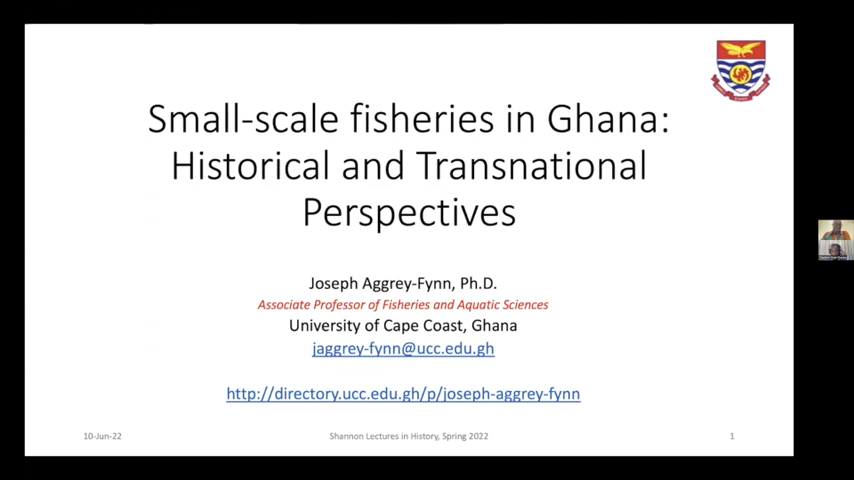 Small-scale fisheries in Ghana:
Historical and Transnational
Perspectives
Joseph Aggrey-Fynn, Ph.D.
Associate Professor of Fisheries and Aquatic Sciences
University of Cape Coast, Ghana
jaggrey-fynn@ucc.edu.gh
http://directory.ucc.edu.gh/p/joseph-aggrey-fynn
10-Jun-22
Shannon Lectures in History, Spring 2022
1